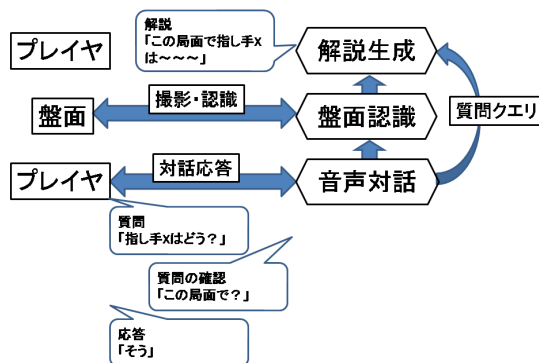 解説
「この局面で指し手x
は～～～」
プレイヤ
解説生成
撮影・認識
質問クエリ
盤面
盤面認識
対話応答
プレイヤ
音声対話
質問
「指し手xはどう？」
質問の確認
「この局面で？」
応答
「そう」